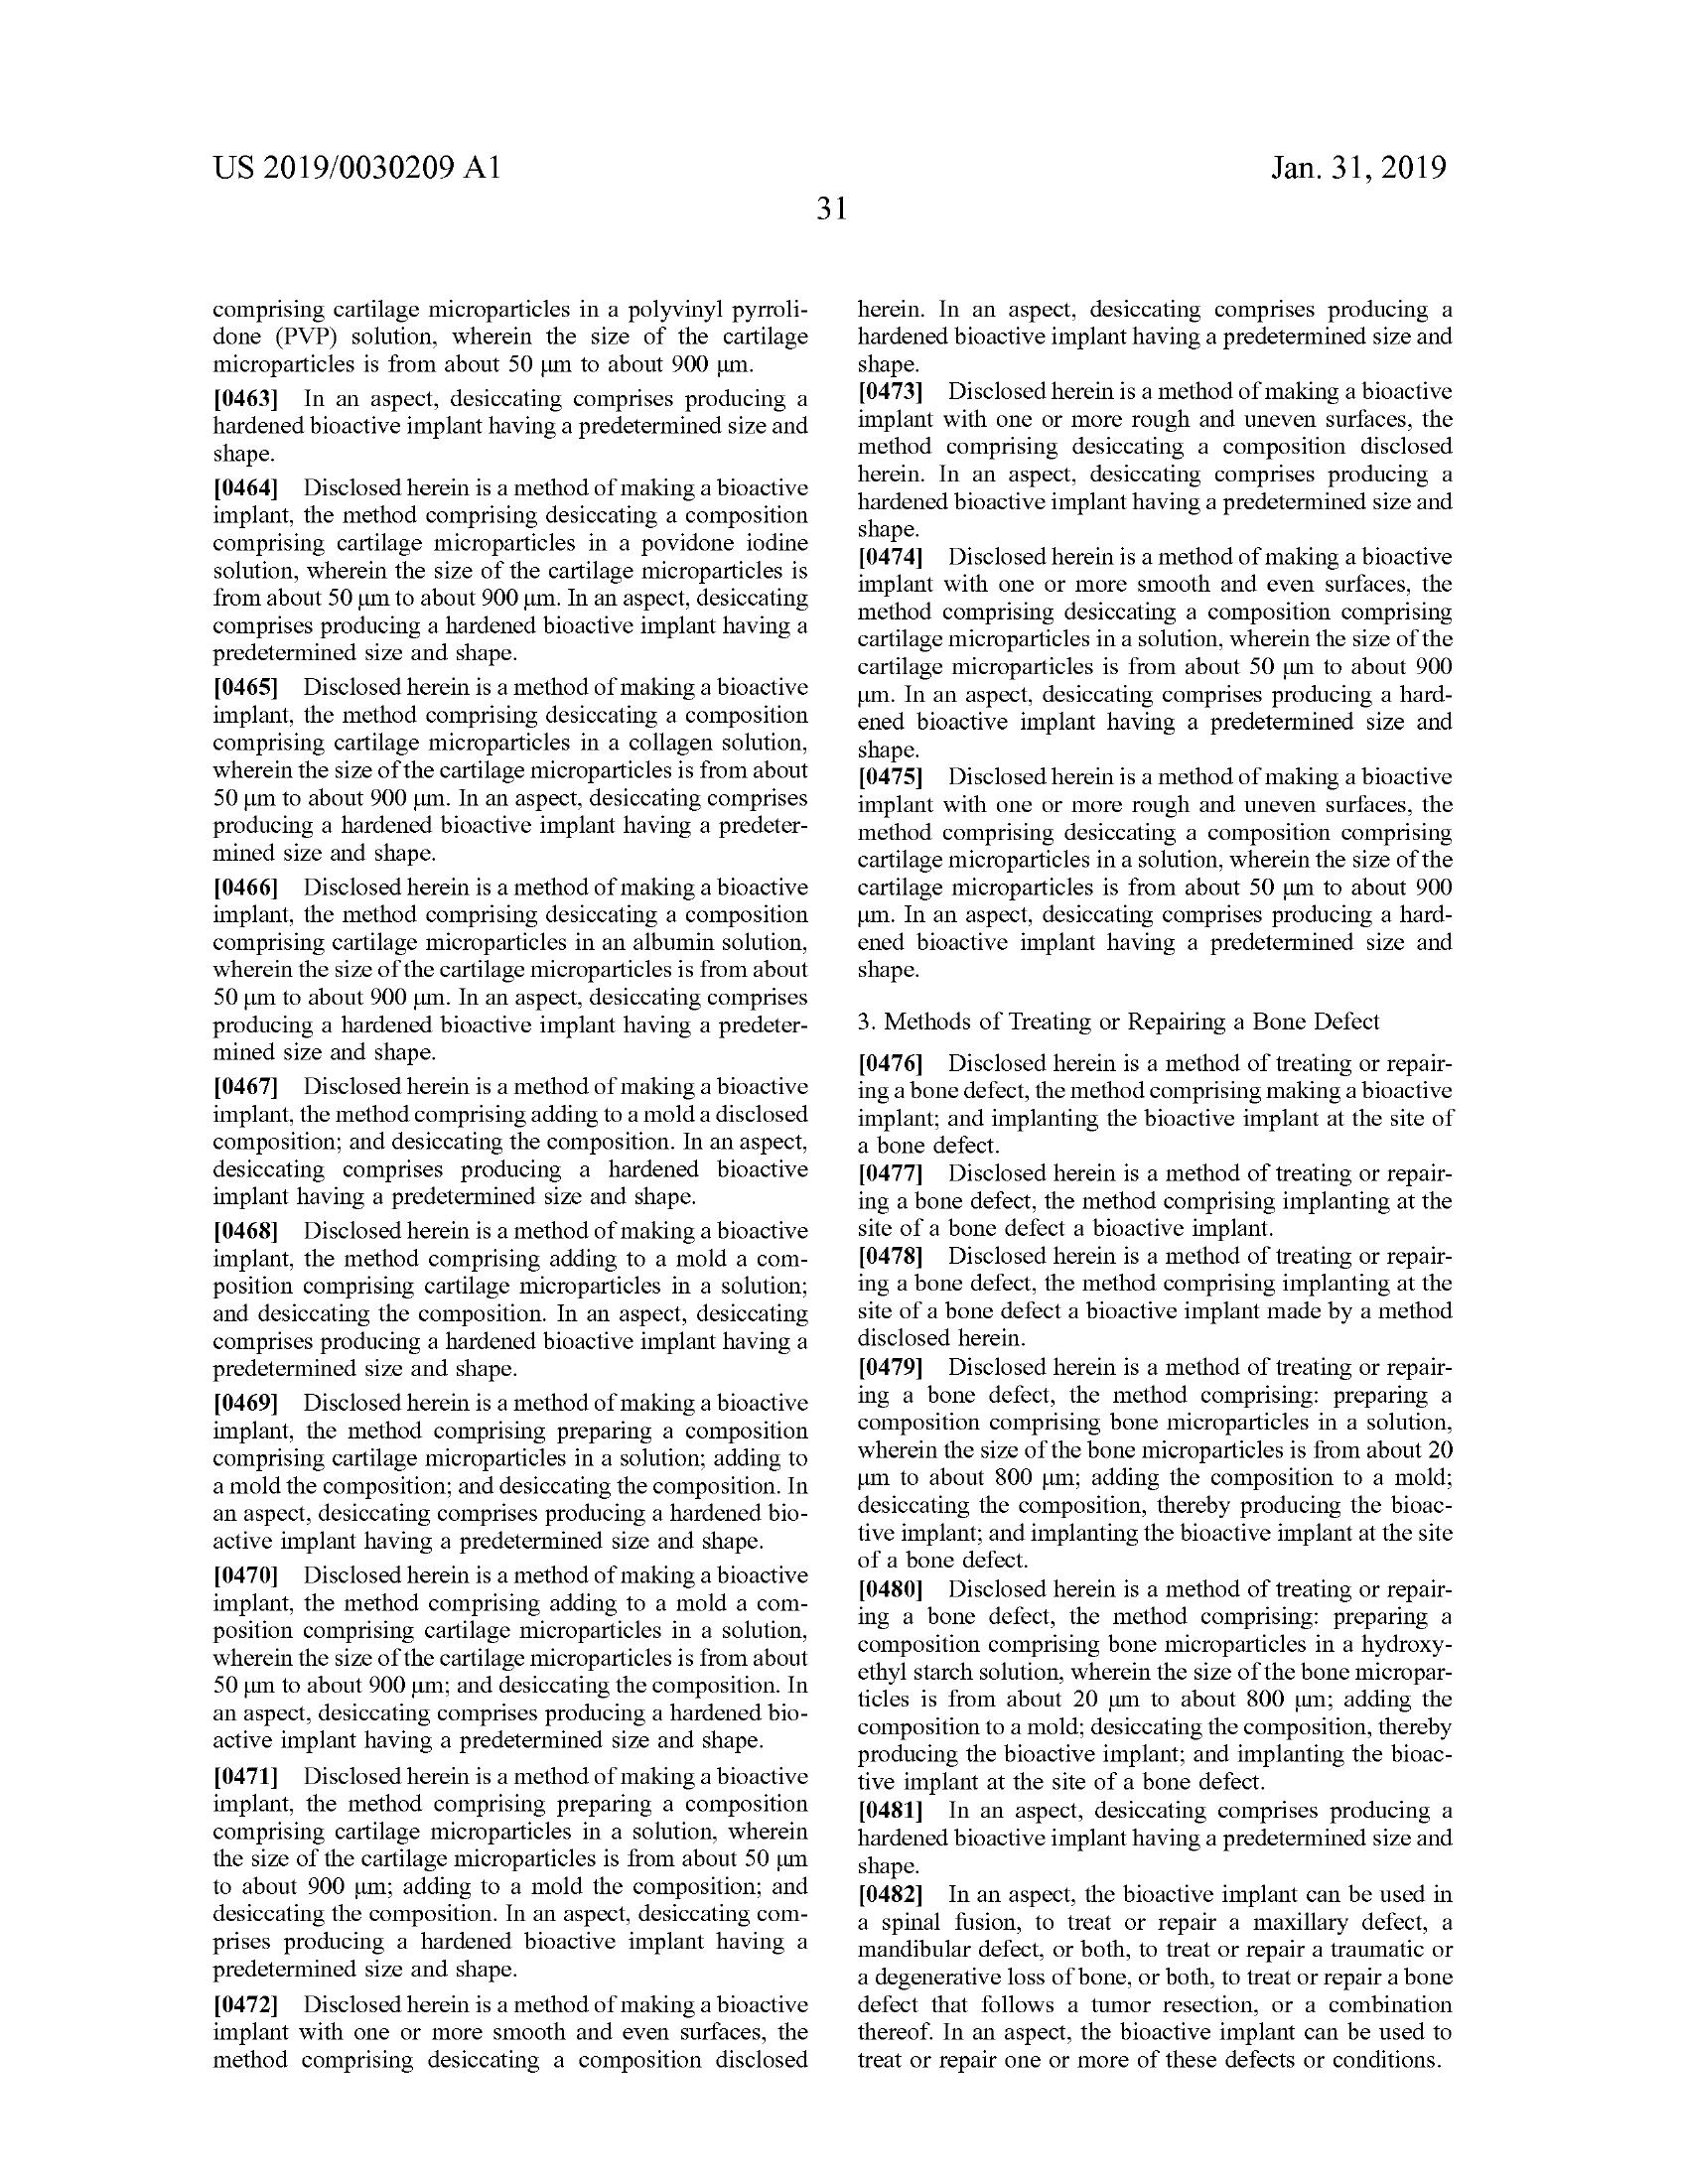 US 2019/0030209 A1
Jan. 31, 2019
31
comprising cartilage microparticles in a polyvinyl pyrroli-
done (PVP) solution, wherein the size of the cartilage
microparticles is from about 50 μm to about 900 μm.
[0463] In an aspect, desiccating comprises producing a
hardened bioactive implant having a predetermined size and
shape.
[0464] Disclosed herein is a method of making a bioactive
implant, the method comprising desiccating a composition
comprising cartilage microparticles in a povidone iodine
solution, wherein the size of the cartilage microparticles is
from about 50 μm to about 900 μm. In an aspect, desiccating
comprises producing a hardened bioactive implant having a
predetermined size and shape.
[0465] Disclosed herein is a method of making a bioactive
implant, the method comprising desiccating a composition
comprising cartilage microparticles in a collagen solution,
wherein the size of the cartilage microparticles is from about
50 μm to about 900 μm. In an aspect, desiccating comprises
producing a hardened bioactive implant having a predeter-
mined size and shape.
[0466] Disclosed herein is a method of making a bioactive
implant, the method comprising desiccating a composition
comprising cartilage microparticles in an albumin solution,
wherein the size of the cartilage microparticles is from about
50 μm to about 900 μm. In an aspect, desiccating comprises
producing a hardened bioactive implant having a predeter-
mined size and shape.
[0467] Disclosed herein is a method of making a bioactive
implant, the method comprising adding to a mold a disclosed
composition; and desiccating the composition. In an aspect,
desiccating comprises producing a hardened bioactive
implant having a predetermined size and shape.
[0468] Disclosed herein is a method of making a bioactive
implant, the method comprising adding to a mold a com-
position comprising cartilage microparticles in a solution;
and desiccating the composition. In an aspect, desiccating
comprises producing a hardened bioactive implant having a
predetermined size and shape.
[0469] Disclosed herein is a method of making a bioactive
implant, the method comprising preparing a composition
comprising cartilage microparticles in a solution; adding to
a mold the composition; and desiccating the composition. In
an aspect, desiccating comprises producing a hardened bio-
active implant having a predetermined size and shape.
[0470] Disclosed herein is a method of making a bioactive
implant, the method comprising adding to a mold a com-
position comprising cartilage microparticles in a solution,
wherein the size of the cartilage microparticles is from about
50 μm to about 900 μm; and desiccating the composition. In
an aspect, desiccating comprises producing a hardened bio-
active implant having a predetermined size and shape.
[0471] Disclosed herein is a method of making a bioactive
implant, the method comprising preparing a composition
comprising cartilage microparticles in a solution, wherein
the size of the cartilage microparticles is from about 50 μm
to about 900 μm; adding to a mold the composition; and
desiccating the composition. In an aspect, desiccating com-
prises producing a hardened bioactive implant having a
predetermined size and shape.
[0472] Disclosed herein is a method of making a bioactive
implant with one or more smooth and even surfaces, the
method comprising desiccating a composition disclosed
herein. In an aspect, desiccating comprises producing a
hardened bioactive implant having a predetermined size and
shape.
[0473] Disclosed herein is a method of making a bioactive
implant with one or more rough and uneven surfaces, the
method comprising desiccating a composition disclosed
herein. In an aspect, desiccating comprises producing a
hardened bioactive implant having a predetermined size and
shape.
[0474] Disclosed herein is a method of making a bioactive
implant with one or more smooth and even surfaces, the
method comprising desiccating a composition comprising
cartilage microparticles in a solution, wherein the size of the
cartilage microparticles is from about 50 μm to about 900
μm. In an aspect, desiccating comprises producing a hard-
ened bioactive implant having a predetermined size and
shape.
[0475] Disclosed herein is a method of making a bioactive
implant with one or more rough and uneven surfaces, the
method comprising desiccating a composition comprising
cartilage microparticles in a solution, wherein the size of the
cartilage microparticles is from about 50 μm to about 900
μm. In an aspect, desiccating comprises producing a hard-
ened bioactive implant having a predetermined size and
shape.
3. Methods of Treating or Repairing a Bone Defect
[0476] Disclosed herein is a method of treating or repair-
ing a bone defect, the method comprising making a bioactive
implant; and implanting the bioactive implant at the site of
a bone defect.
[0477] Disclosed herein is a method of treating or repair-
ing a bone defect, the method comprising implanting at the
site of a bone defect a bioactive implant.
[0478] Disclosed herein is a method of treating or repair-
ing a bone defect, the method comprising implanting at the
site of a bone defect a bioactive implant made by a method
disclosed herein.
[0479] Disclosed herein is a method of treating or repair-
ing a bone defect, the method comprising: preparing a
composition comprising bone microparticles in a solution,
wherein the size of the bone microparticles is from about 20
μm to about 800 μm; adding the composition to a mold;
desiccating the composition, thereby producing the bioac-
tive implant; and implanting the bioactive implant at the site
of a bone defect.
[0480] Disclosed herein is a method of treating or repair-
ing a bone defect, the method comprising: preparing a
composition comprising bone microparticles in a hydroxy-
ethyl starch solution, wherein the size of the bone micropar-
ticles is from about 20 μm to about 800 μm; adding the
composition to a mold; desiccating the composition, thereby
producing the bioactive implant; and implanting the bioac-
tive implant at the site of a bone defect.
[0481] In an aspect, desiccating comprises producing a
hardened bioactive implant having a predetermined size and
shape.
[0482] In an aspect, the bioactive implant can be used in
a spinal fusion, to treat or repair a maxillary defect, a
mandibular defect, or both, to treat or repair a traumatic or
a degenerative loss of bone, or both, to treat or repair a bone
defect that follows a tumor resection, or a combination
thereof. In an aspect, the bioactive implant can be used to
treat or repair one or more of these defects or conditions.